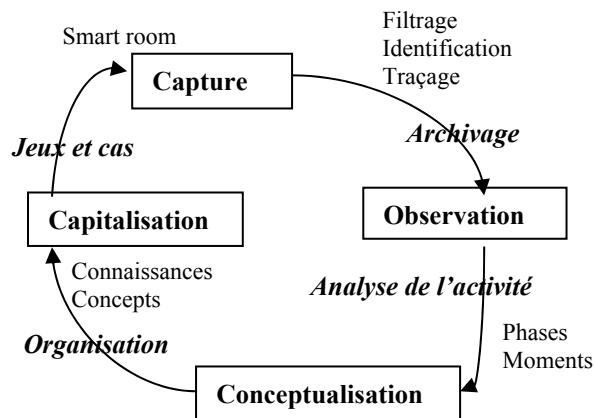 Smart room
Filtrage
Identification
Traçage
Capture
Archivage
Jeux et cas
Capitalisation
Observation
Connaissances
Concepts
Analyse de l’activité
Organisation
Phases
Moments
Conceptualisation